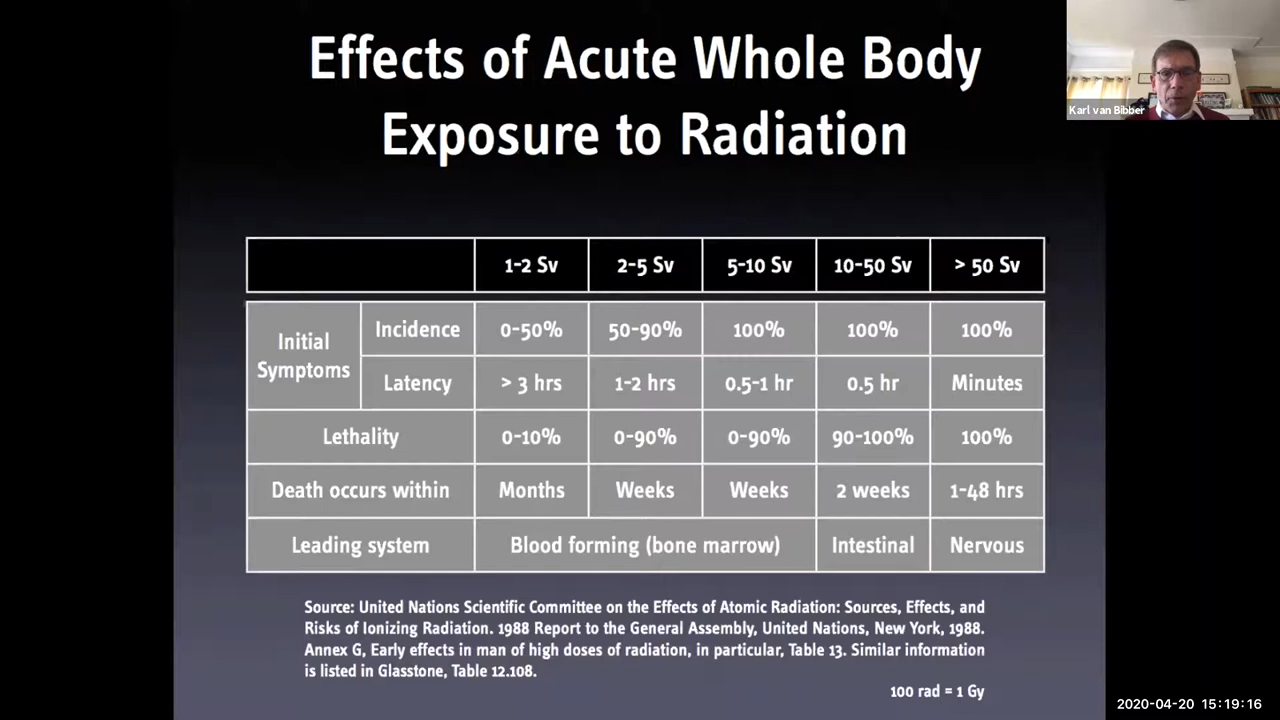 Effects of Acute Whole Body
Exposure to Radiation
Karl van Bibber
1-2 Sv 2-5 Sv 5-10 Sv 10-50 Sv > 50 Sv
Initial Symptoms Incidence 0-50% 50-90% 100% 100% 100%
Latency > 3 hrs 1-2 hrs 0.5-1 hr 0.5 hr Minutes
Lethality 0-10% 0-90% 0-90% 90-100% 100%
Death occurs within Months Weeks Weeks 2 weeks 1-48 hrs
Leading system Blood forming (bone marrow) Intestinal Nervous
Source: United Nations Scientific Committee on the Effects of Atomic Radiation: Sources, Effects, and
Risks of Ionizing Radiation. 1988 Report to the General Assembly, United Nations, New York, 1988.
Annex G, Early effects in man of high doses of radiation, in particular, Table 13. Similar information
is listed in Glasstone, Table 12.108.
100 rad = 1 Gy
2020-04-20 15:19:16